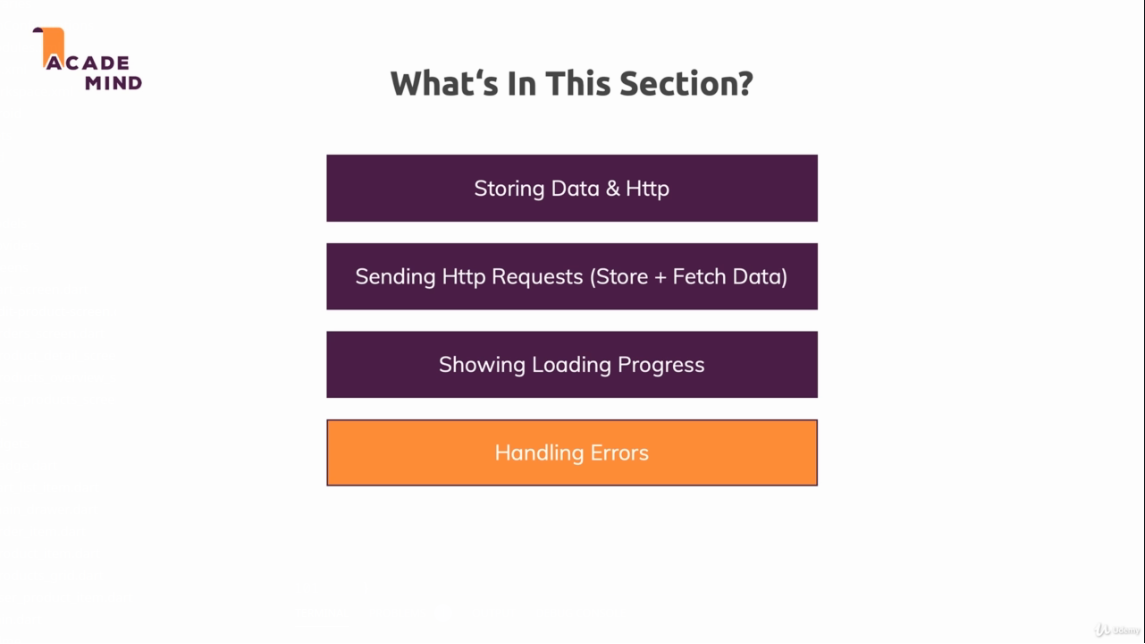 ACADE
MIND
What‘s In This Section?
Storing Data & Http
Sending Http Requests (Store + Fetch Data)
Showing Loading Progress
Handling Errors
Udemy